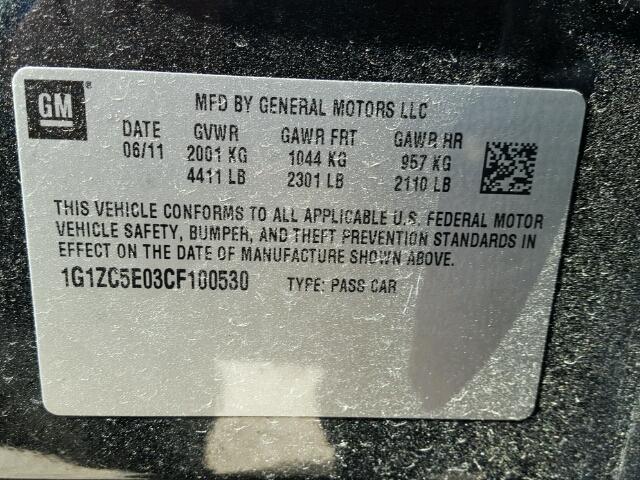 GM ®
MFD BY GENERAL MOTORS LLC
DATE GVWR GAWR FRT GAWR RR
06/11 2001 KG 1044 KG 957 KG
4411 LB 2301 LB 2110 LB
THIS VEHICLE CONFORMS TO ALL APPLICABLE U.S. FEDERAL MOTOR
VEHICLE SAFETY, BUMPER, AND THEFT PREVENTION STANDARDS IN
EFFECT ON THE DATE OF MANUFACTURE SHOWN ABOVE.
1G1ZC5E03CF100530 TYPE: PASS CAR